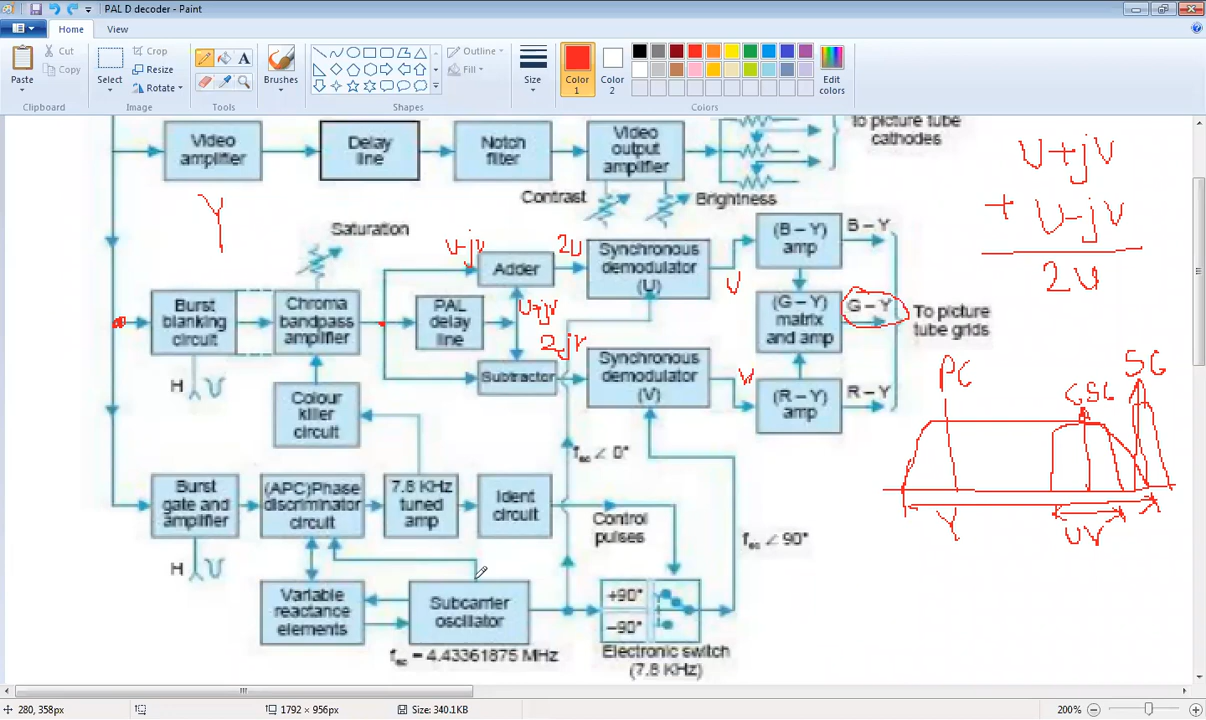 PAL D decoder - Paint
Home
View
Paste
Cut
Copy
Clipboard
Select
Crop
Resize
Rotate
Image
A
Tools
Brushes
Shapes
Outline
Fill
Size
Color 1
Color 2
Edit colors
Colors
to picture tube
cathodes
Video
amplifier
Delay
line
Notch
filter
Video
output
amplifier
Contrast
Brightness
Y
U+jV
+ U-jV
2U
Saturation
U-jV
Adder
2U
Synchronous
demodulator
(U)
U
(B – Y)
amp
B – Y
Burst
blanking
circuit
Chroma
bandpass
amplifier
PAL
delay
line
U+jV
(G – Y)
matrix
and amp
G – Y
To picture
tube grids
2jV
Subtractor
Synchronous
demodulator
(V)
V
(R – Y)
amp
R – Y
H
Colour
killer
circuit
PC
CSC
SC
Y
UV
Burst
gate and
amplifier
(APC)Phase
discriminator
circuit
7.8 KHz
tuned
amp
Ident
circuit
fsc ∠ 0°
Control
pulses
fsc ∠ 90°
H
Variable
reactance
elements
Subcarrier
oscillator
+90°
–90°
fsc = 4.43361875 MHz
Electronic switch
(7.8 KHz)
280, 358px
1792 × 956px
Size: 340.1KB
200%